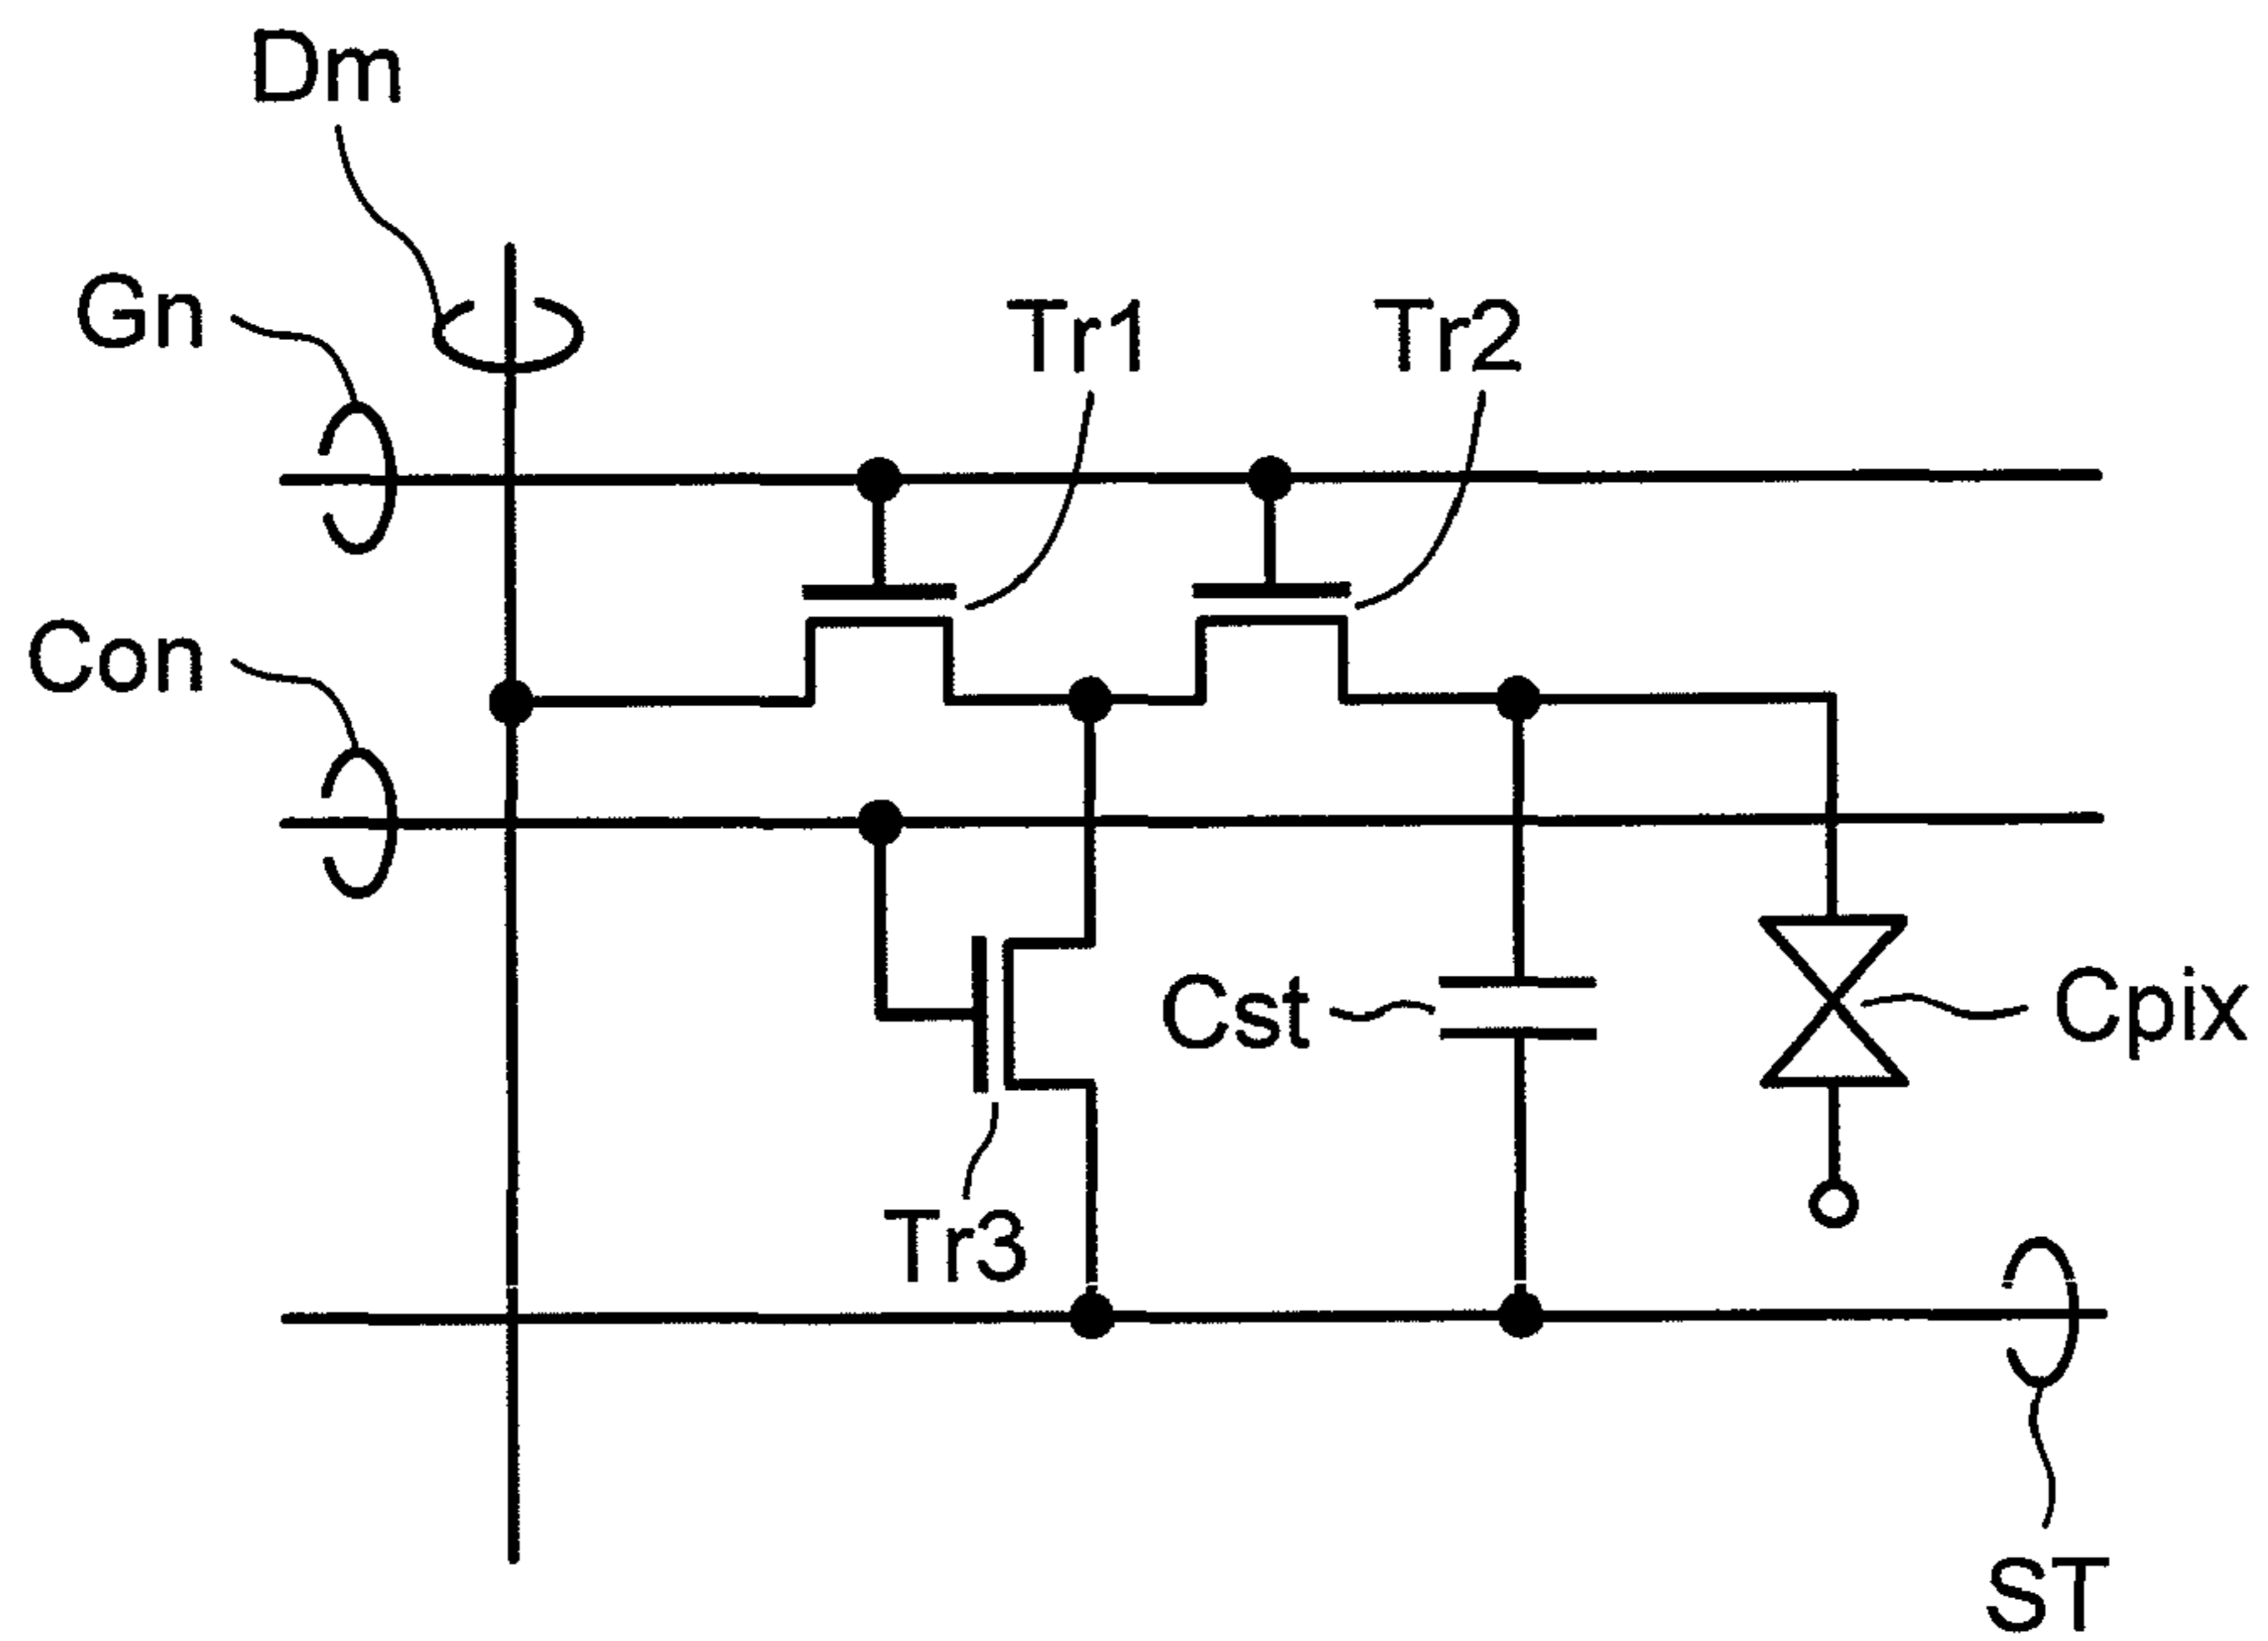 Dm
Gn
Tr1
Tr2
Con
Cst
Cpix
Tr3
ST